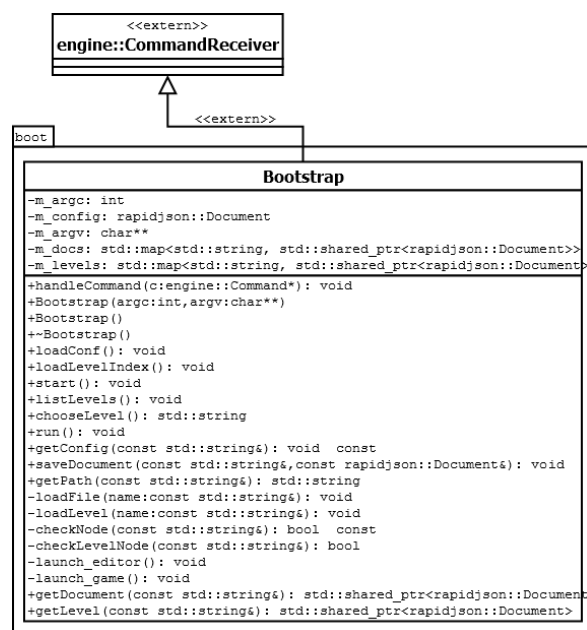 <<extern>>
engine::CommandReceiver
<<extern>>
boot
Bootstrap
-m_argc: int
-m_config: rapidjson::Document
-m_argv: char**
-m_docs: std::map<std::string, std::shared_ptr<rapidjson::Document>>
-m_levels: std::map<std::string, std::shared_ptr<rapidjson::Document>
+handleCommand(c:engine::Command*): void
+Bootstrap(argc:int,argv:char**)
+Bootstrap()
+~Bootstrap()
+loadConf(): void
+loadLevelIndex(): void
+start(): void
+listLevels(): void
+chooseLevel(): std::string
+run(): void
+getConfig(const std::string&): void  const
+saveDocument(const std::string&,const rapidjson::Document&): void
+getPath(const std::string&): std::string
-loadFile(name:const std::string&): void
-loadLevel(name:const std::string&): void
-checkNode(const std::string&): bool  const
-checkLevelNode(const std::string&): bool
-launch_editor(): void
-launch_game(): void
+getDocument(const std::string&): std::shared_ptr<rapidjson::Document
+getLevel(const std::string&): std::shared_ptr<rapidjson::Document>